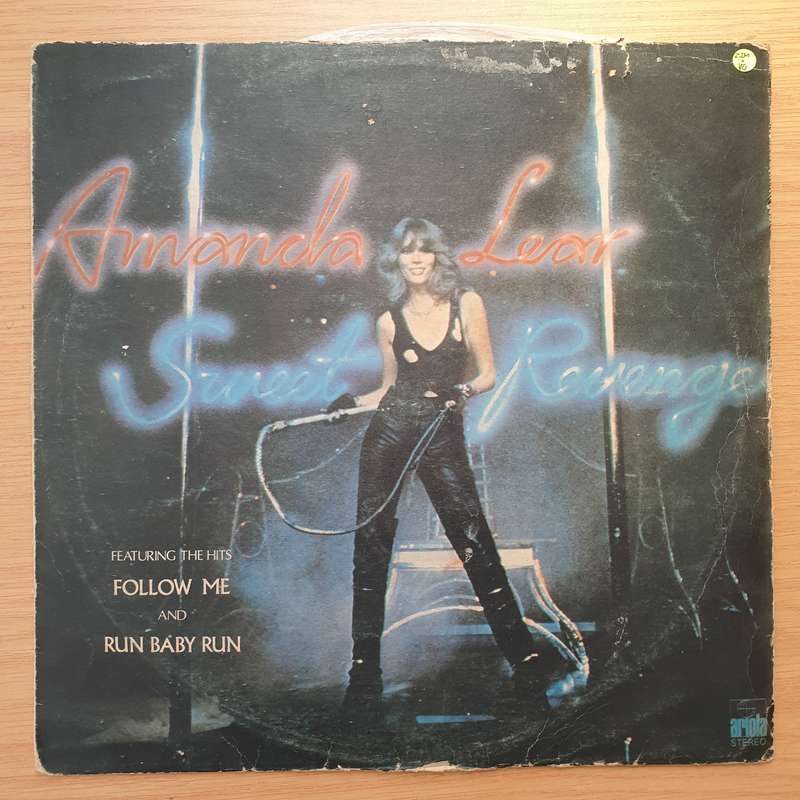 Amanda Lear
Sweet Revenge
FEATURING THE HITS
FOLLOW ME
AND
RUN BABY RUN
ariola
STEREO